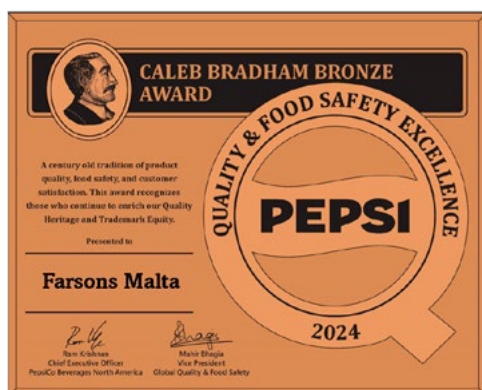 CALEB BRADHAM BRONZE
AWARD
QUALITY & FOOD SAFETY EXCELLENCE
PEPSI
2024
A century old tradition of product
quality, food safety, and customer
satisfaction. This award recognizes
those who continue to enrich our Quality
Heritage and Trademark Equity.
Presented to
Farsons Malta
Ram Krishnan
Chief Executive Officer
PepsiCo Beverages North America
Mahir Bhagia
Vice President
Global Quality & Food Safety